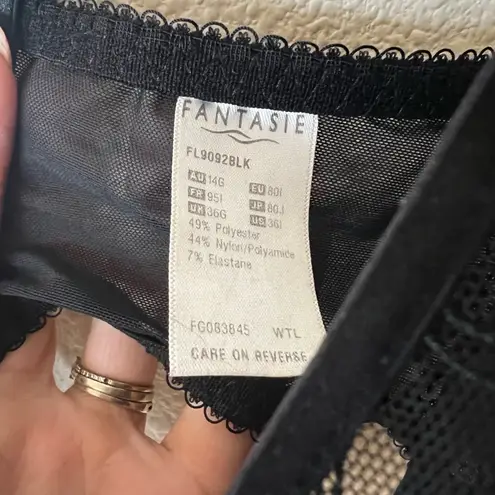 FANTASIE
FL9092BLK
AU 14G EU 80I
FR 95I JP 80J
UK 36G US 36I
49% Polyester
44% Nylon/Polyamide
7% Elastane
FG083845 WTL
CARE ON REVERSE